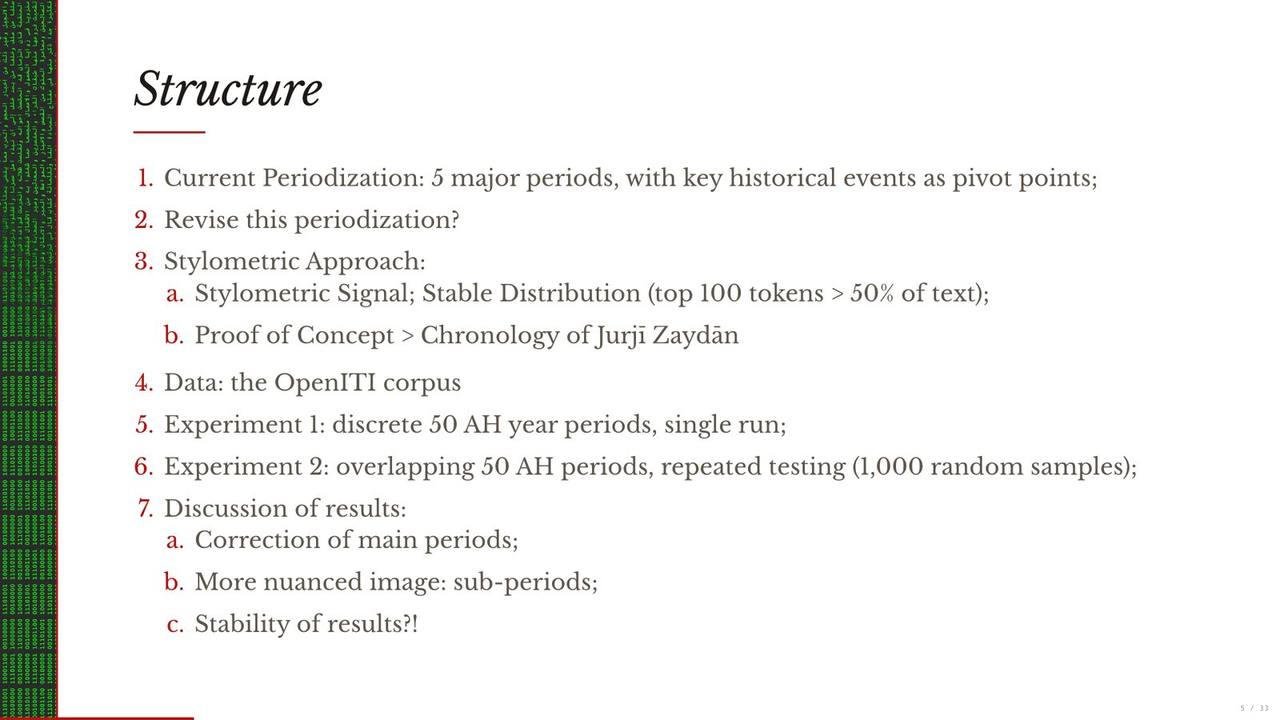 Structure
1. Current Periodization: 5 major periods, with key historical events as pivot points;
2. Revise this periodization?
3. Stylometric Approach:
a. Stylometric Signal; Stable Distribution (top 100 tokens > 50% of text);
b. Proof of Concept > Chronology of Jurjī Zaydān
4. Data: the OpenITI corpus
5. Experiment 1: discrete 50 AH year periods, single run;
6. Experiment 2: overlapping 50 AH periods, repeated testing (1,000 random samples);
7. Discussion of results:
a. Correction of main periods;
b. More nuanced image: sub-periods;
c. Stability of results?!
5 / 33